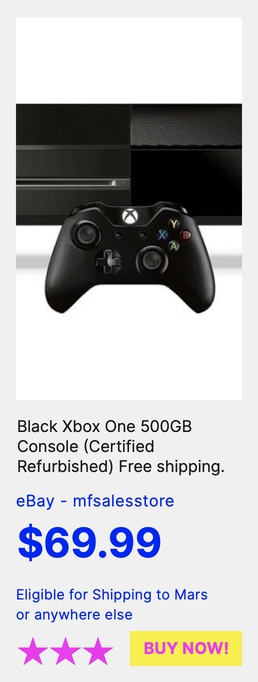 Y
X B
A
Black Xbox One 500GB
Console (Certified
Refurbished) Free shipping.
eBay - mfsalesstore
$69.99
Eligible for Shipping to Mars
or anywhere else
BUY NOW!